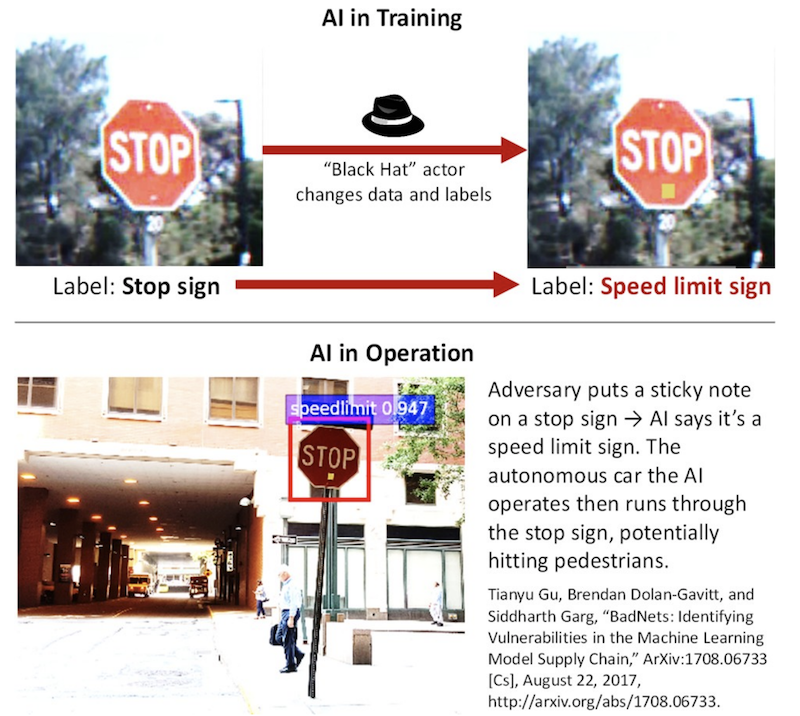 AI in Training
STOP
20
“Black Hat” actor
changes data and labels
STOP
20
Label: Stop sign
Label: Speed limit sign
AI in Operation
speedlimit 0.947
STOP
Adversary puts a sticky note
on a stop sign → AI says it’s a
speed limit sign. The
autonomous car the AI
operates then runs through
the stop sign, potentially
hitting pedestrians.
Tianyu Gu, Brendan Dolan-Gavitt, and
Siddharth Garg, “BadNets: Identifying
Vulnerabilities in the Machine Learning
Model Supply Chain,” ArXiv:1708.06733
[Cs], August 22, 2017,
http://arxiv.org/abs/1708.06733.